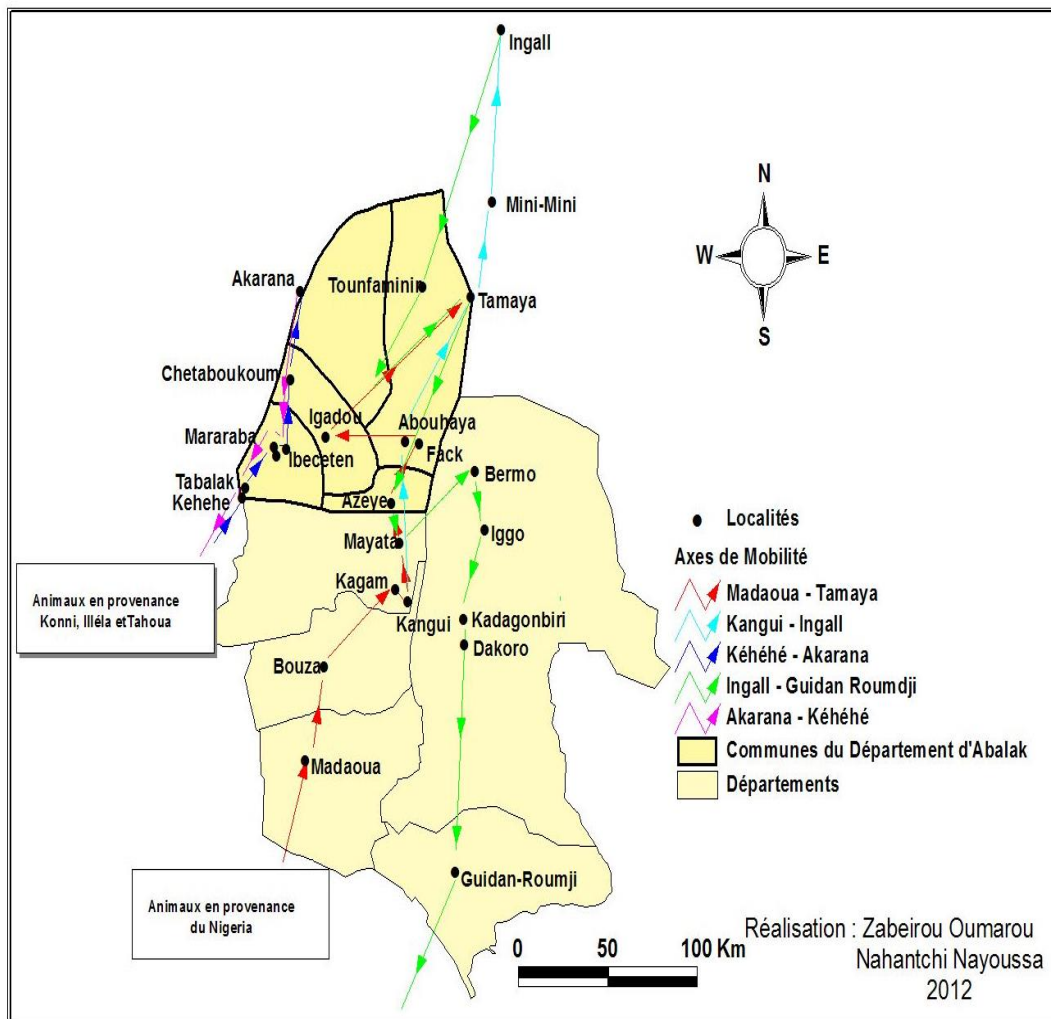 Ingall
N
Mini-Mini
W
E
S
Akarana
Tounfaminir
Tamaya
Chetaboukoum
Igadou
Abouhaya
Mararaba
Fack
Ibeceten
Bermo
Tabalak
Kehehe
Azeye
Iggo
Mayata
Kagam
Kangui
Kadagonbiri
Dakoro
Bouza
Madaoua
Guidan-Roumji
Animaux en provenance
Konni, Illéla etTahoua
Animaux en provenance
du Nigeria
Localités
Axes de Mobilité
Madaoua - Tamaya
Kangui - Ingall
Kéhéhé - Akarana
Ingall - Guidan Roumdji
Akarana - Kéhéhé
Communes du Département d'Abalak
Départements
0 50 100 Km
Réalisation : Zabeirou Oumarou
Nahantchi Nayoussa
2012